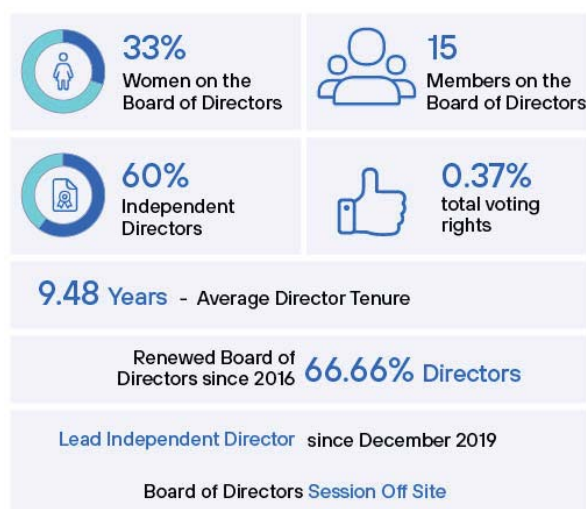 33%
Women on the
Board of Directors
15
Members on the
Board of Directors
60%
Independent
Directors
0.37%
total voting
rights
9.48 Years - Average Director Tenure
Renewed Board of
Directors since 2016 66.66% Directors
Lead Independent Director since December 2019
Board of Directors Session Off Site